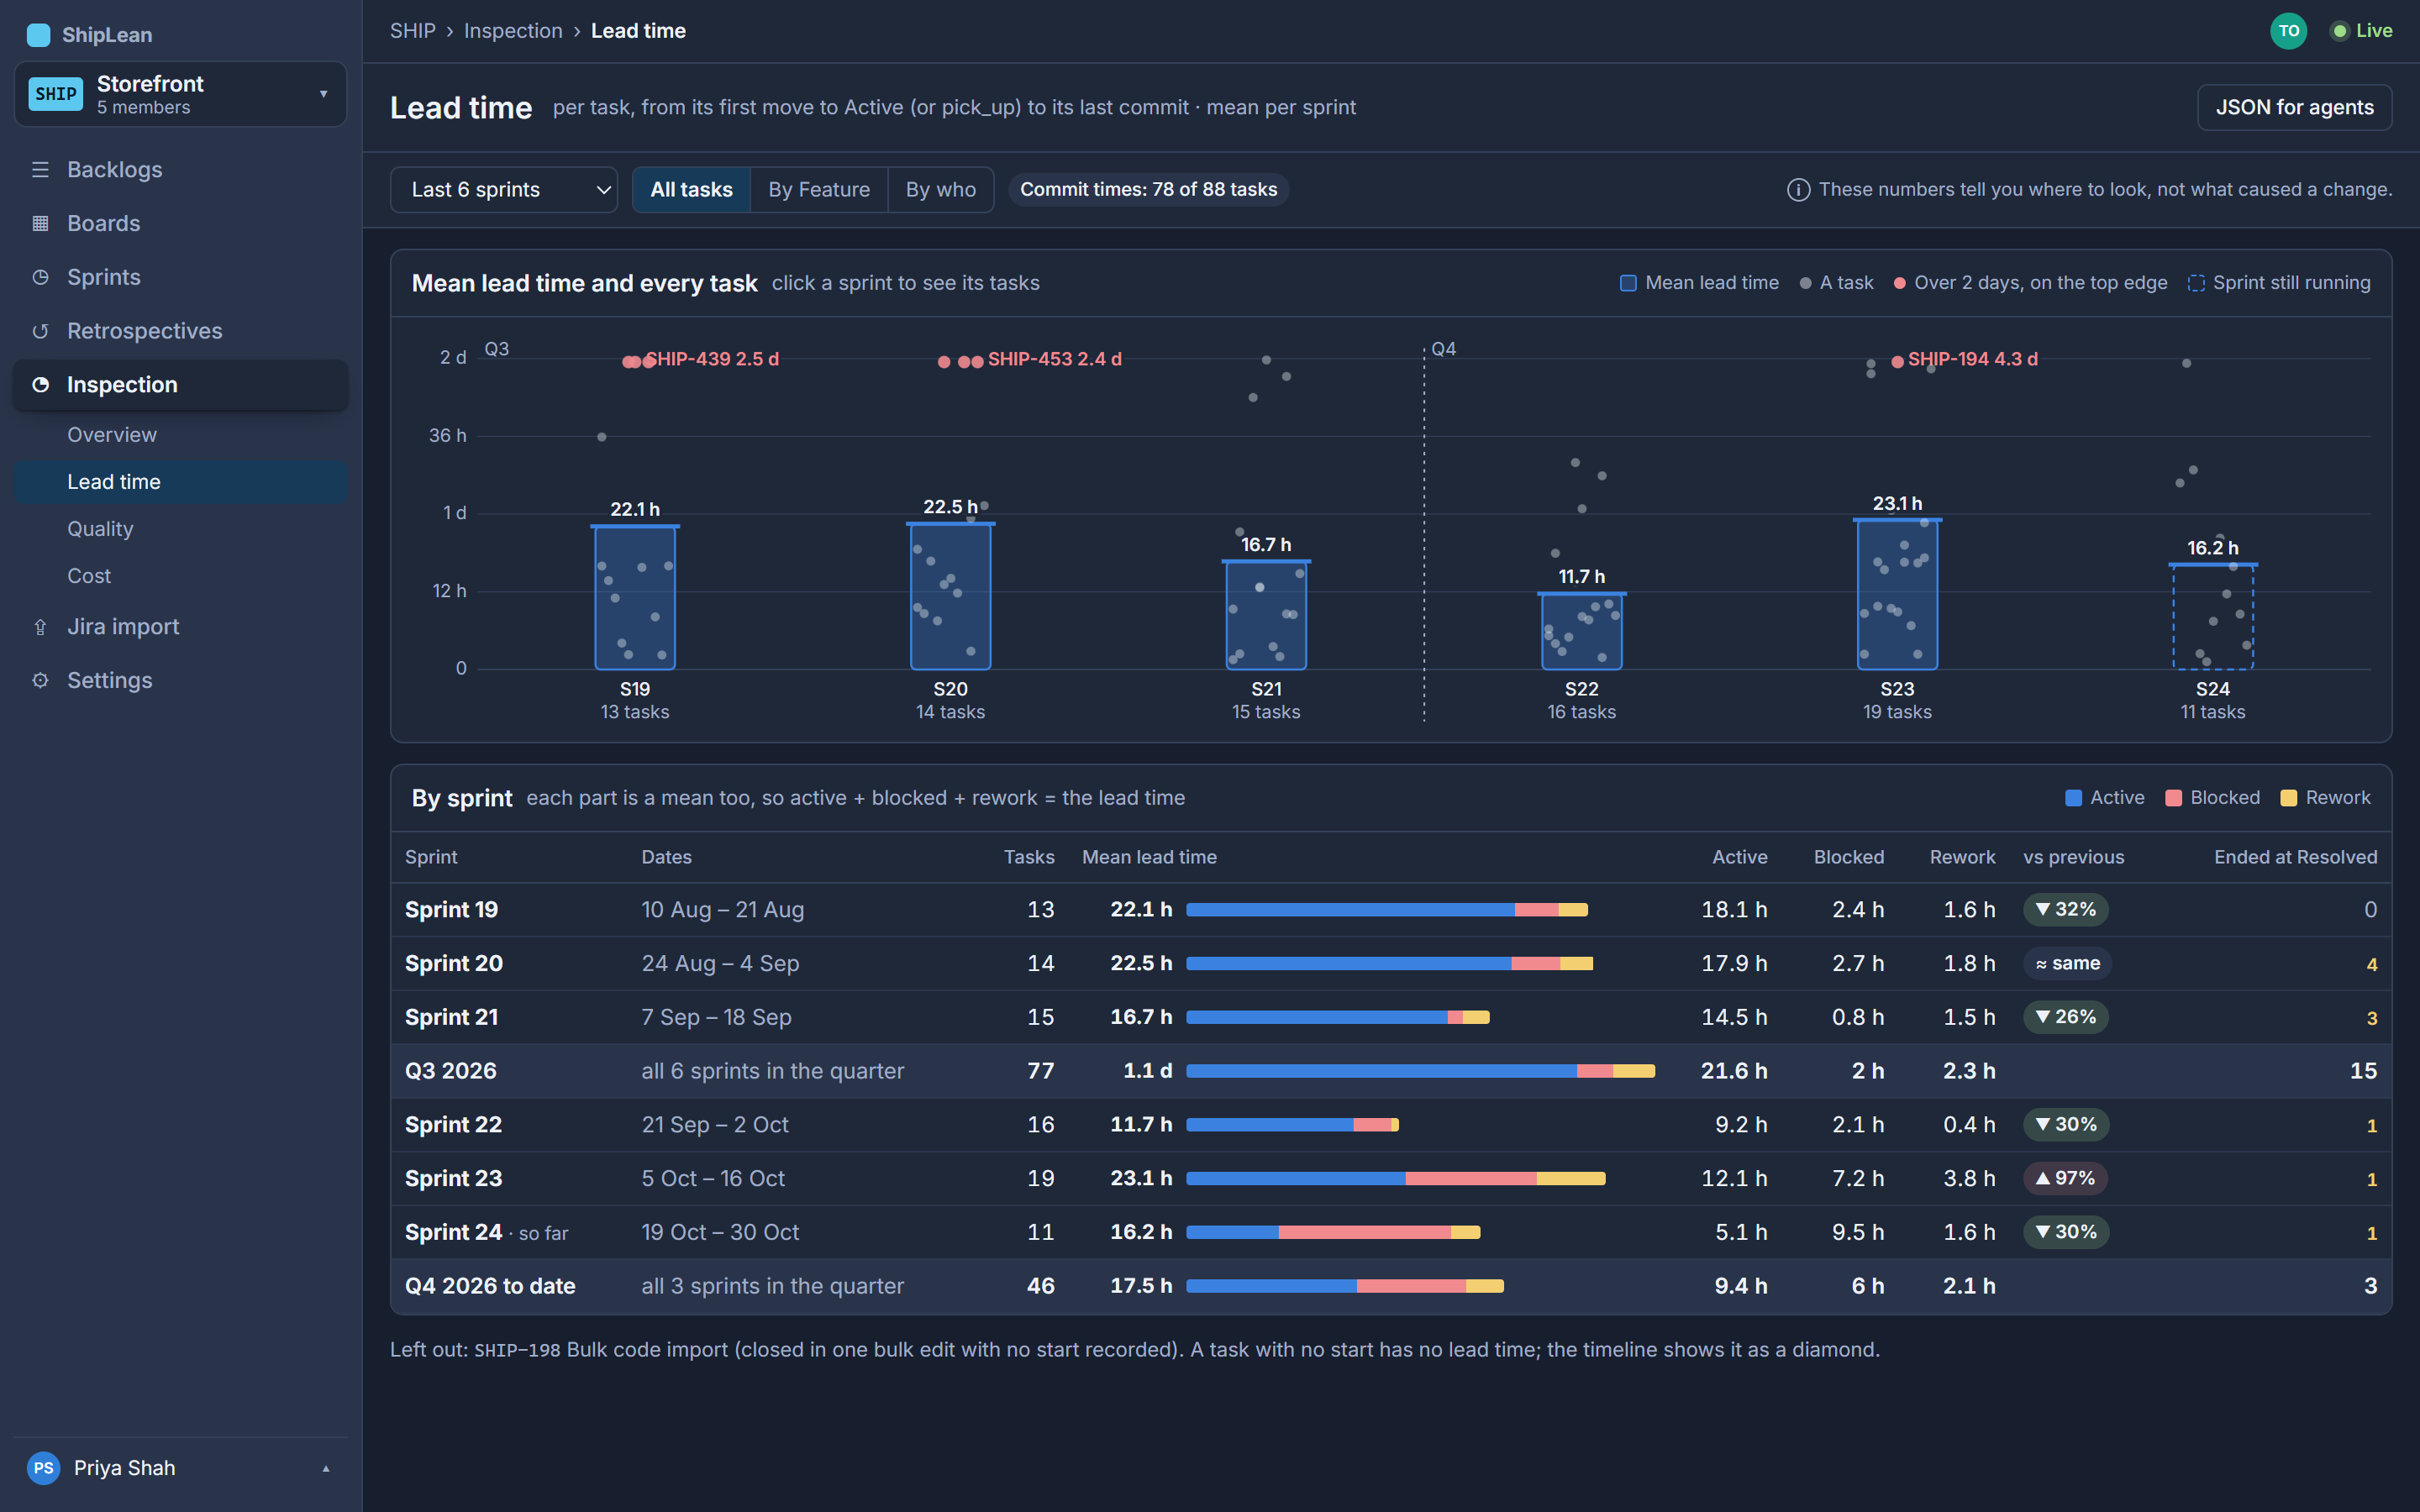 ShipLean
SHIP
Storefront
5 members
Backlogs
Boards
Sprints
Retrospectives
Inspection
Overview
Lead time
Quality
Cost
Jira import
Settings
PS Priya Shah
SHIP › Inspection › Lead time
TO Live
Lead time per task, from its first move to Active (or pick_up) to its last commit · mean per sprint
JSON for agents
Last 6 sprints All tasks By Feature By who Commit times: 78 of 88 tasks
These numbers tell you where to look, not what caused a change.
Mean lead time and every task click a sprint to see its tasks
Mean lead time A task Over 2 days, on the top edge Sprint still running
2 d Q3 SHIP-439 2.5 d SHIP-453 2.4 d Q4 SHIP-194 4.3 d
36 h
1 d
12 h
0
22.1 h 22.5 h 16.7 h 11.7 h 23.1 h 16.2 h
S19 S20 S21 S22 S23 S24
13 tasks 14 tasks 15 tasks 16 tasks 19 tasks 11 tasks
By sprint each part is a mean too, so active + blocked + rework = the lead time
Active Blocked Rework
Sprint Dates Tasks Mean lead time Active Blocked Rework vs previous Ended at Resolved
Sprint 19 10 Aug – 21 Aug 13 22.1 h 18.1 h 2.4 h 1.6 h ▼ 32% 0
Sprint 20 24 Aug – 4 Sep 14 22.5 h 17.9 h 2.7 h 1.8 h ≈ same 4
Sprint 21 7 Sep – 18 Sep 15 16.7 h 14.5 h 0.8 h 1.5 h ▼ 26% 3
Q3 2026 all 6 sprints in the quarter 77 1.1 d 21.6 h 2 h 2.3 h 15
Sprint 22 21 Sep – 2 Oct 16 11.7 h 9.2 h 2.1 h 0.4 h ▼ 30% 1
Sprint 23 5 Oct – 16 Oct 19 23.1 h 12.1 h 7.2 h 3.8 h ▲ 97% 1
Sprint 24 · so far 19 Oct – 30 Oct 11 16.2 h 5.1 h 9.5 h 1.6 h ▼ 30% 1
Q4 2026 to date all 3 sprints in the quarter 46 17.5 h 9.4 h 6 h 2.1 h 3
Left out: SHIP-198 Bulk code import (closed in one bulk edit with no start recorded). A task with no start has no lead time; the timeline shows it as a diamond.